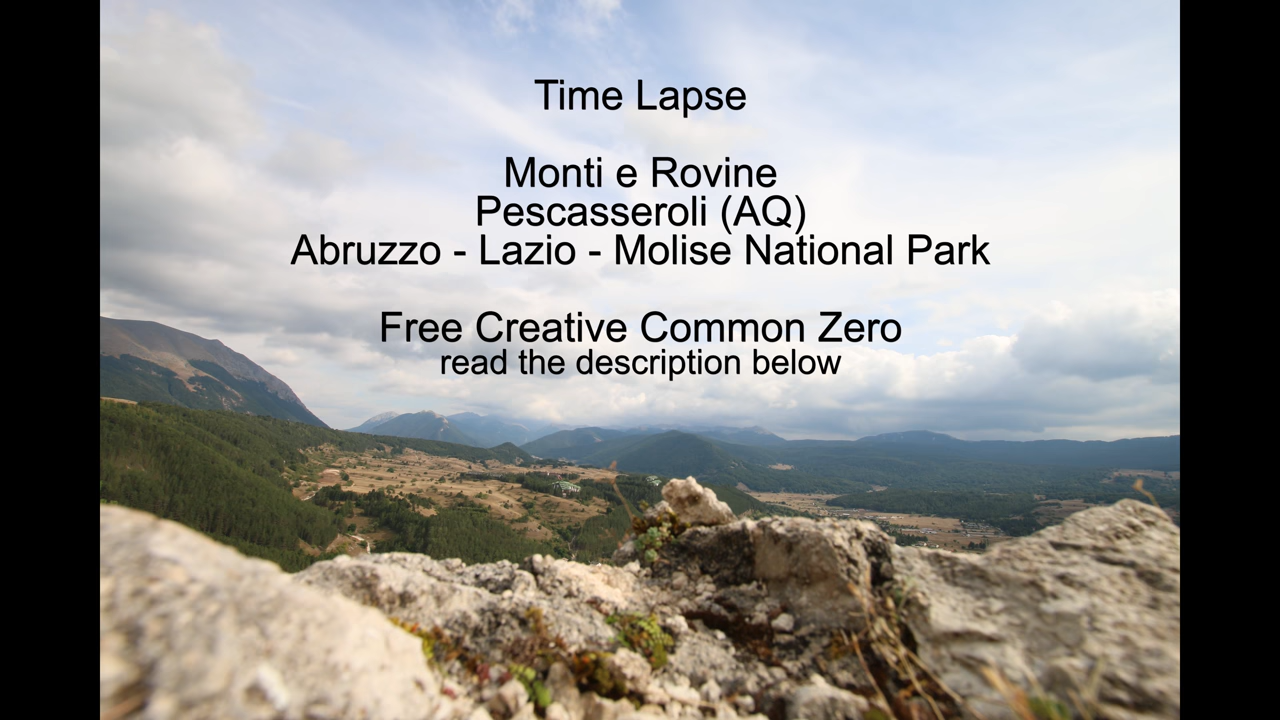 Time Lapse
Monti e Rovine
Pescasseroli (AQ)
Abruzzo - Lazio - Molise National Park
Free Creative Common Zero
read the description below